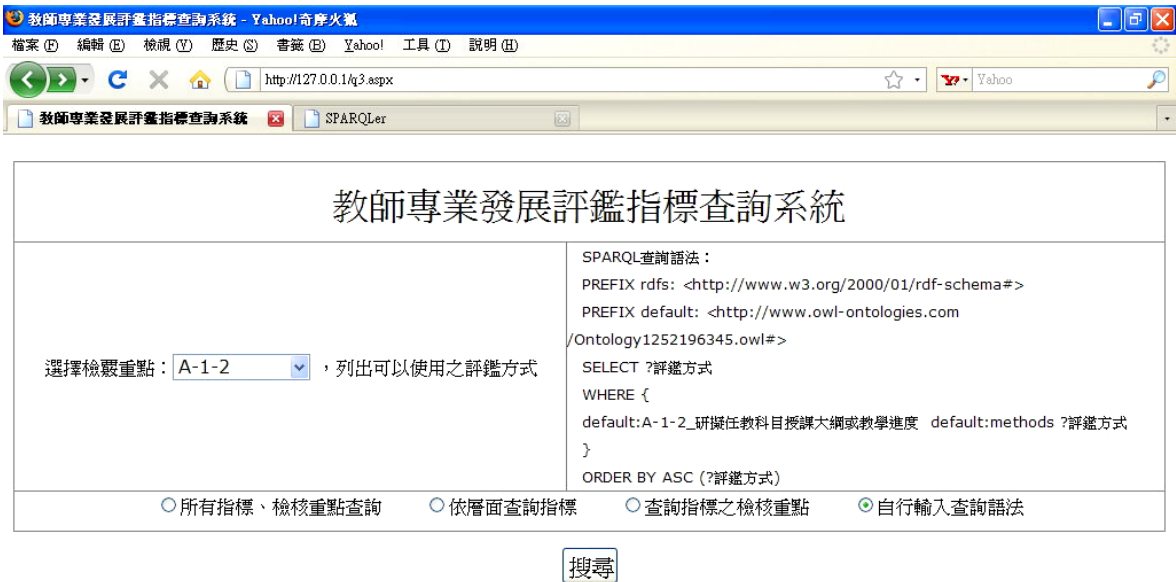 教師專業發展評鑑指標查詢系統 - Yahoo!奇摩火狐
檔案(F) 編輯(E) 檢視(V) 歷史(S) 書籤(B) Yahoo! 工具(T) 說明(H)
http://127.0.0.1/q3.aspx
Yahoo
教師專業發展評鑑指標查詢系統
SPARQLer
教師專業發展評鑑指標查詢系統
選擇檢覈重點：A-1-2 ，列出可以使用之評鑑方式
SPARQL查詢語法：
PREFIX rdfs: <http://www.w3.org/2000/01/rdf-schema#>
PREFIX default: <http://www.owl-ontologies.com
/Ontology1252196345.owl#>
SELECT ?評鑑方式
WHERE {
default:A-1-2_研擬任教科目授課大綱或教學進度 default:methods ?評鑑方式
}
ORDER BY ASC (?評鑑方式)
所有指標、檢核重點查詢 依層面查詢指標 查詢指標之檢核重點 自行輸入查詢語法
搜尋